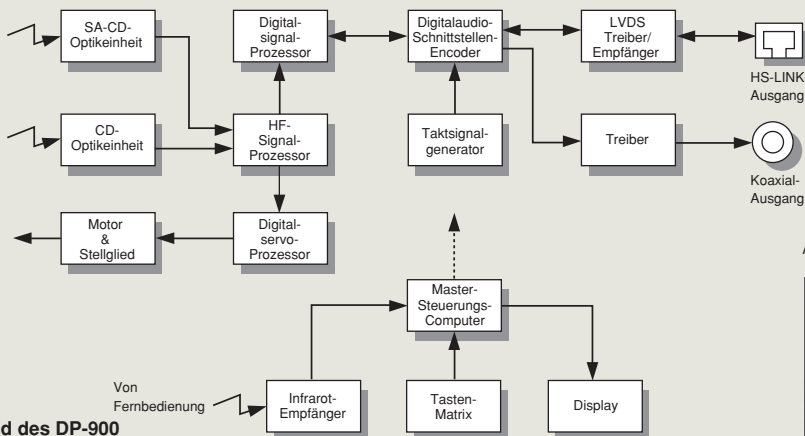 SA-CD-
Optikeinheit
Digital-
signal-
Prozessor
Digitalaudio-
Schnittstellen-
Encoder
LVDS
Treiber/
Empfänger
HS-LINK
Ausgang
CD-
Optikeinheit
HF-
Signal-
Prozessor
Taktsignal-
generator
Treiber
Koaxial-
Ausgang
Motor
&
Stellglied
Digital-
servo-
Prozessor
Master-
Steuerungs-
Computer
Von
Fernbedienung
Infrarot-
Empfänger
Tasten-
Matrix
Display
d des DP-900